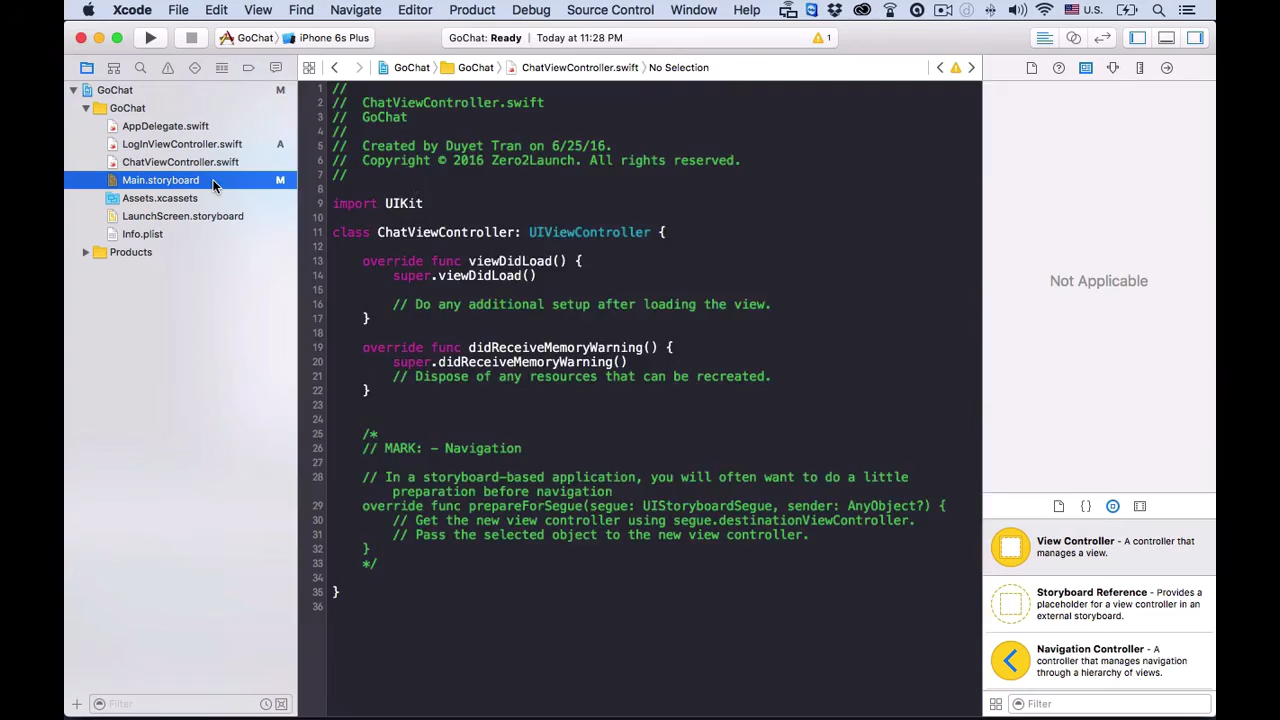 Xcode File Edit View Find Navigate Editor Product Debug Source Control Window Help U.S.
GoChat iPhone 6s Plus GoChat: Ready Today at 11:28 PM 1
GoChat GoChat ChatViewController.swift No Selection
GoChat M
GoChat
AppDelegate.swift
LogInViewController.swift A
ChatViewController.swift
Main.storyboard M
Assets.xcassets
LaunchScreen.storyboard
Info.plist
Products
Filter
1 //
2 // ChatViewController.swift
3 // GoChat
4 //
5 // Created by Duyet Tran on 6/25/16.
6 // Copyright © 2016 Zero2Launch. All rights reserved.
7 //
8
9 import UIKit
10
11 class ChatViewController: UIViewController {
12
13 override func viewDidLoad() {
14 super.viewDidLoad()
15
16 // Do any additional setup after loading the view.
17 }
18
19 override func didReceiveMemoryWarning() {
20 super.didReceiveMemoryWarning()
21 // Dispose of any resources that can be recreated.
22 }
23
24
25 /*
26 // MARK: - Navigation
27
28 // In a storyboard-based application, you will often want to do a little
preparation before navigation
29 override func prepareForSegue(segue: UIStoryboardSegue, sender: AnyObject?) {
30 // Get the new view controller using segue.destinationViewController.
31 // Pass the selected object to the new view controller.
32 }
33 */
34
35 }
36
Not Applicable
View Controller - A controller that
manages a view.
Storyboard Reference - Provides a
placeholder for a view controller in an
external storyboard.
Navigation Controller - A
controller that manages navigation
through a hierarchy of views.
Filter